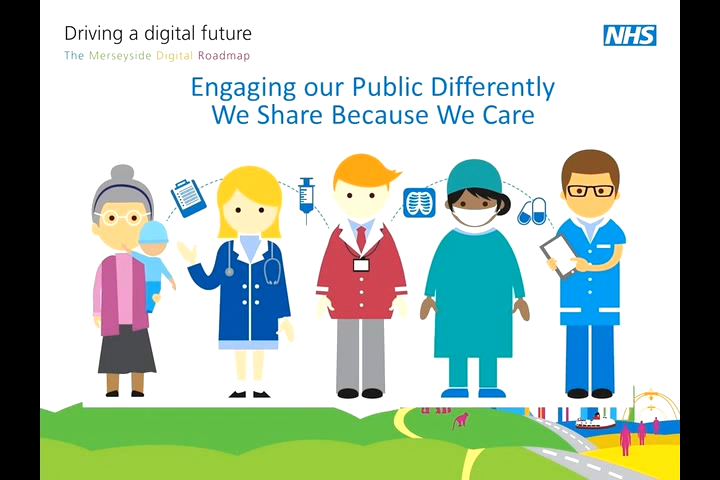 Driving a digital future
The Merseyside Digital Roadmap
NHS
Engaging our Public Differently
We Share Because We Care